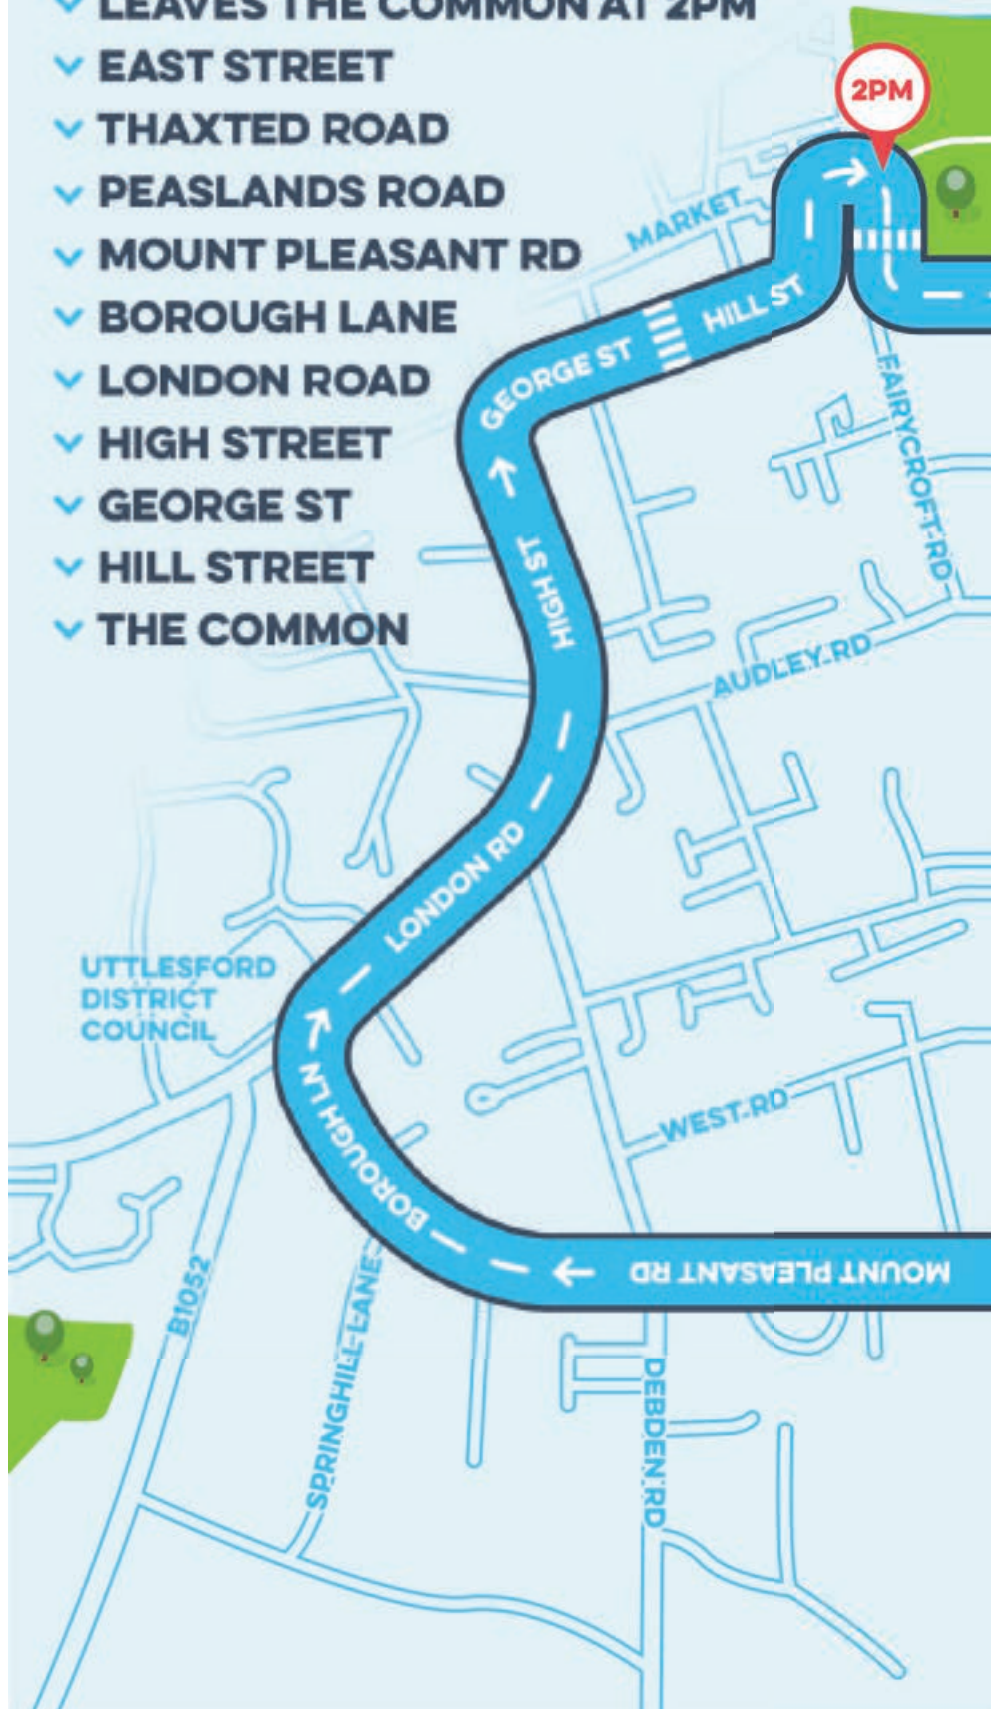 LEAVES THE COMMON AT 2PM
EAST STREET
THAXTED ROAD
PEASLANDS ROAD
MOUNT PLEASANT RD
BOROUGH LANE
LONDON ROAD
HIGH STREET
GEORGE ST
HILL STREET
THE COMMON
2PM
MARKET
HILL ST
GEORGE ST
FAIRYCROFT RD
HIGH ST
AUDLEY RD
LONDON RD
UTTLESFORD
DISTRICT
COUNCIL
BOROUGH LN
WEST RD
MOUNT PLEASANT RD
B1052
SPRINGHILL LANE
DEBDEN RD